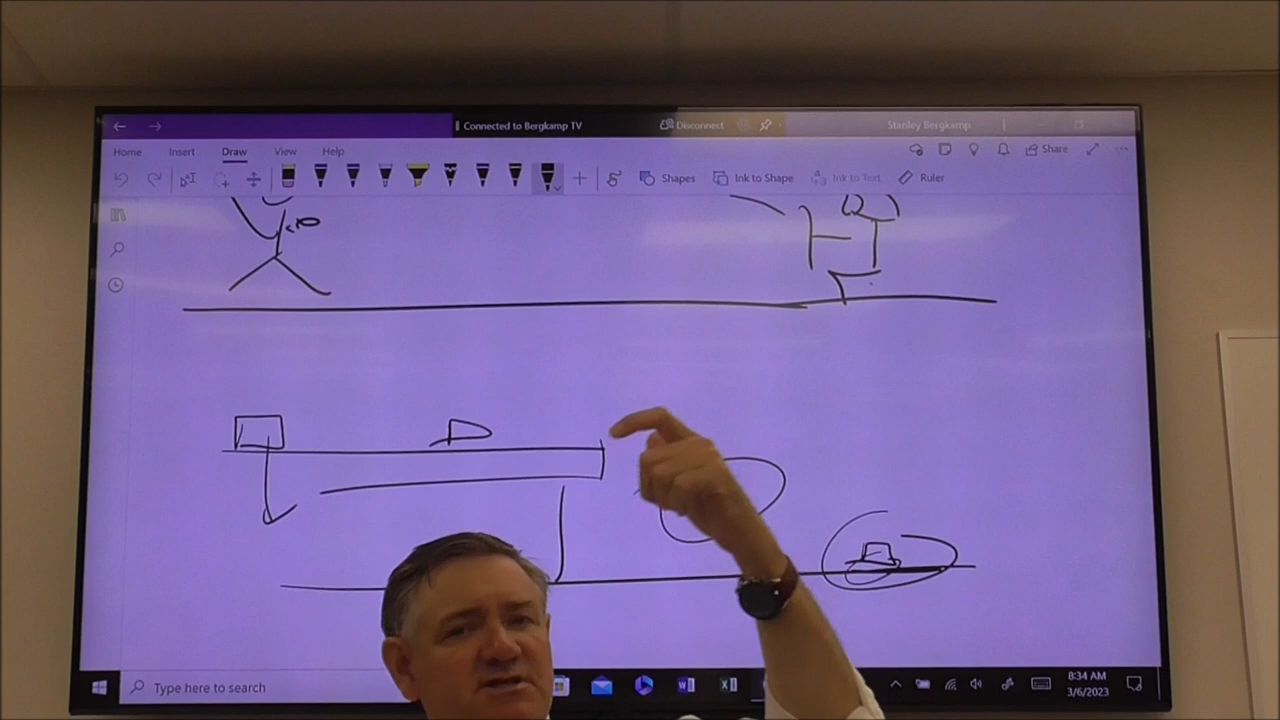 Connected to Bergkamp TV
Disconnect
Stanley Bergkamp
Home Insert Draw View Help
Share
Shapes Ink to Shape Ink to Text Ruler
Type here to search
8:34 AM
3/6/2023